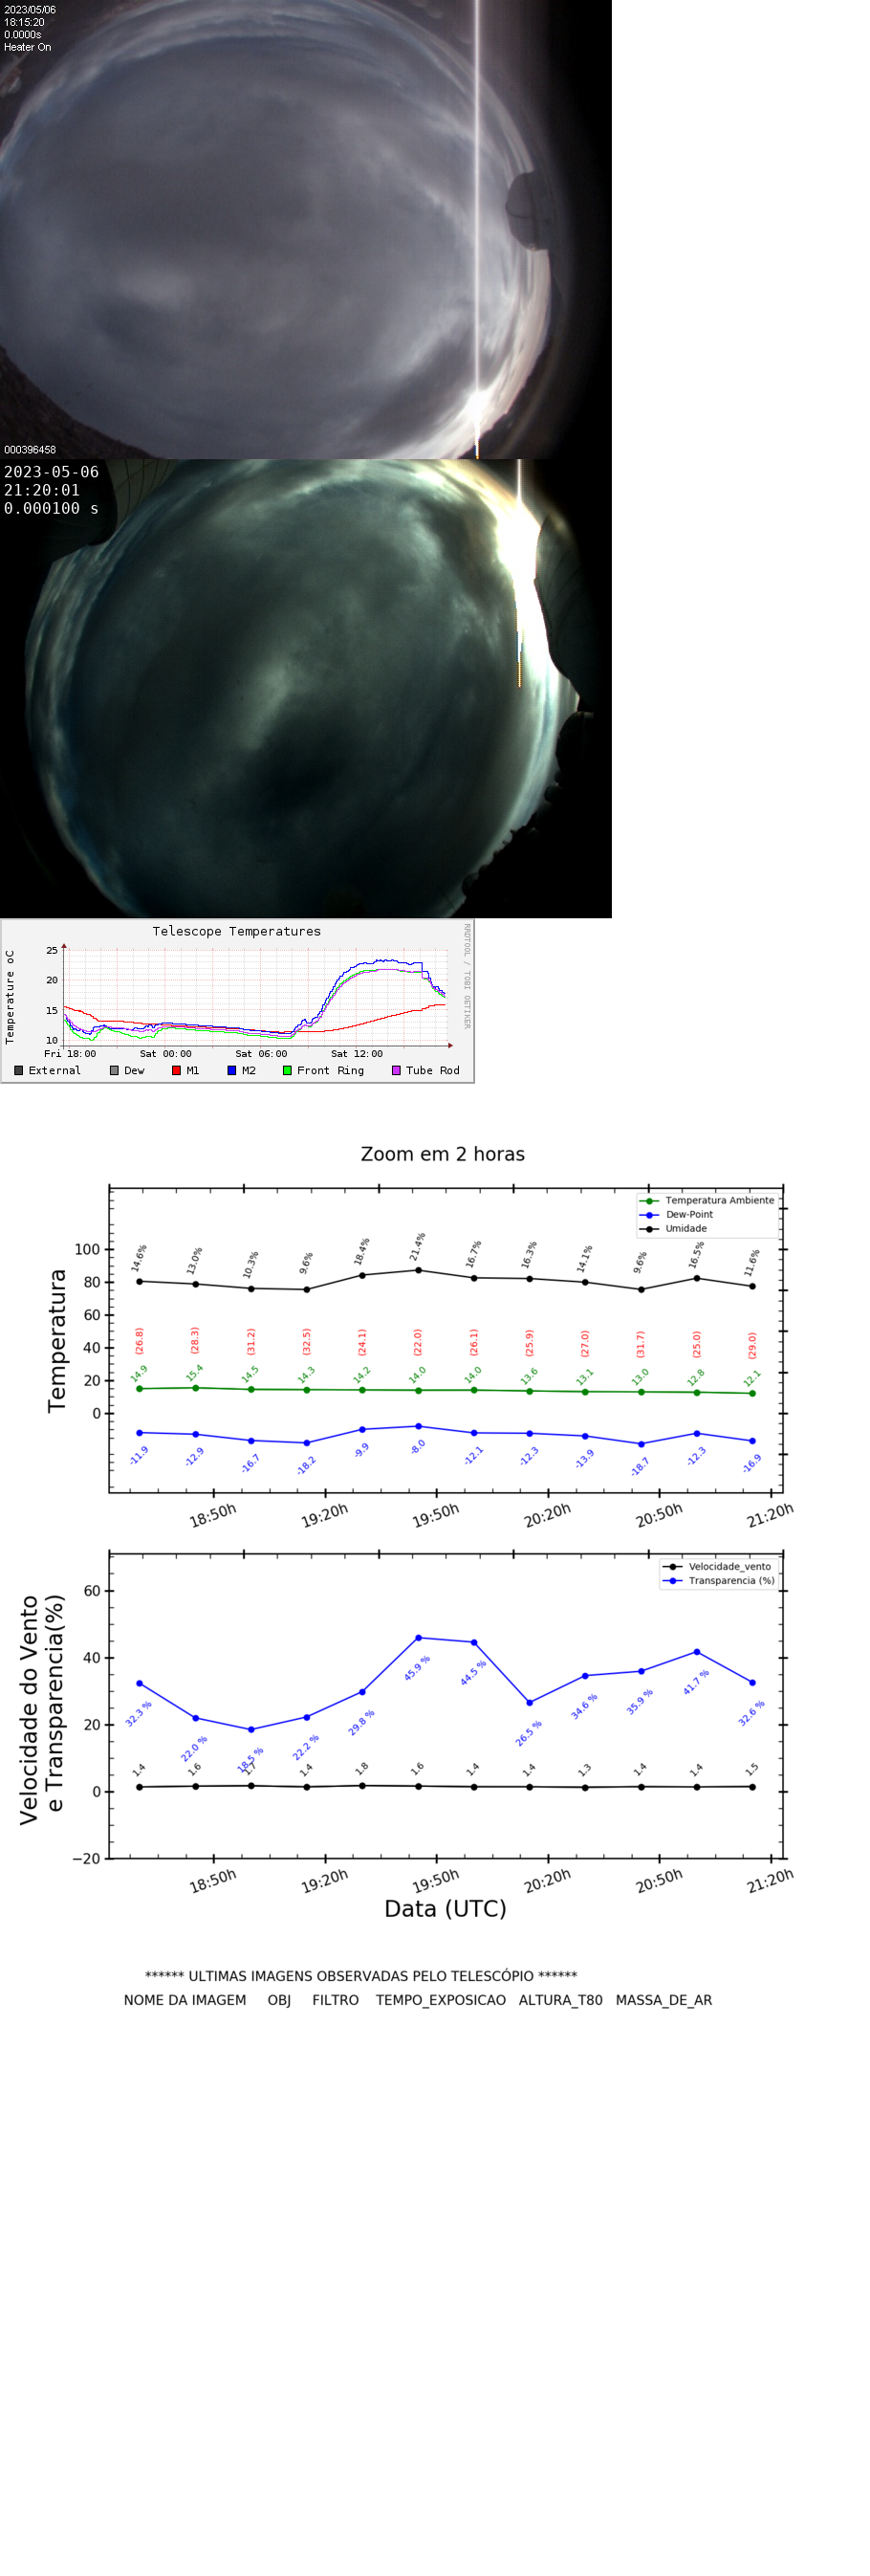 2023/05/06
18:15:20
0.0000s
Heater On
000396458
2023-05-06
21:20:01
0.000100 s
Telescope Temperatures
RRDTOOL / TOBI OETIKER
Temperature oC
25
20
15
10
Fri 18:00 Sat 00:00 Sat 06:00 Sat 12:00
External Dew M1 M2 Front Ring Tube Rod
Zoom em 2 horas
Temperatura Ambiente
Dew-Point
Umidade
Temperatura
100
80
60
40
20
0
14.6% 13.0% 10.3% 9.6% 18.4% 21.4% 16.7% 16.3% 14.1% 9.6% 16.5% 11.6%
(26.8) (28.3) (31.2) (32.5) (24.1) (22.0) (26.1) (25.9) (27.0) (31.7) (25.0) (29.0)
14.9 15.4 14.5 14.3 14.2 14.0 14.0 13.6 13.1 13.0 12.8 12.1
-11.9 -12.9 -16.7 -18.2 -9.9 -8.0 -12.1 -12.3 -13.9 -18.7 -12.3 -16.9
18:50h 19:20h 19:50h 20:20h 20:50h 21:20h
Velocidade_vento
Transparencia (%)
Velocidade do Vento
e Transparencia(%)
60
40
20
0
−20
32.3 % 22.0 % 18.5 % 22.2 % 29.8 % 45.9 % 44.5 % 26.5 % 34.6 % 35.9 % 41.7 % 32.6 %
1.4 1.6 1.7 1.4 1.8 1.6 1.4 1.4 1.3 1.4 1.4 1.5
18:50h 19:20h 19:50h 20:20h 20:50h 21:20h
Data (UTC)
****** ULTIMAS IMAGENS OBSERVADAS PELO TELESCÓPIO ******
NOME DA IMAGEM OBJ FILTRO TEMPO_EXPOSICAO ALTURA_T80 MASSA_DE_AR